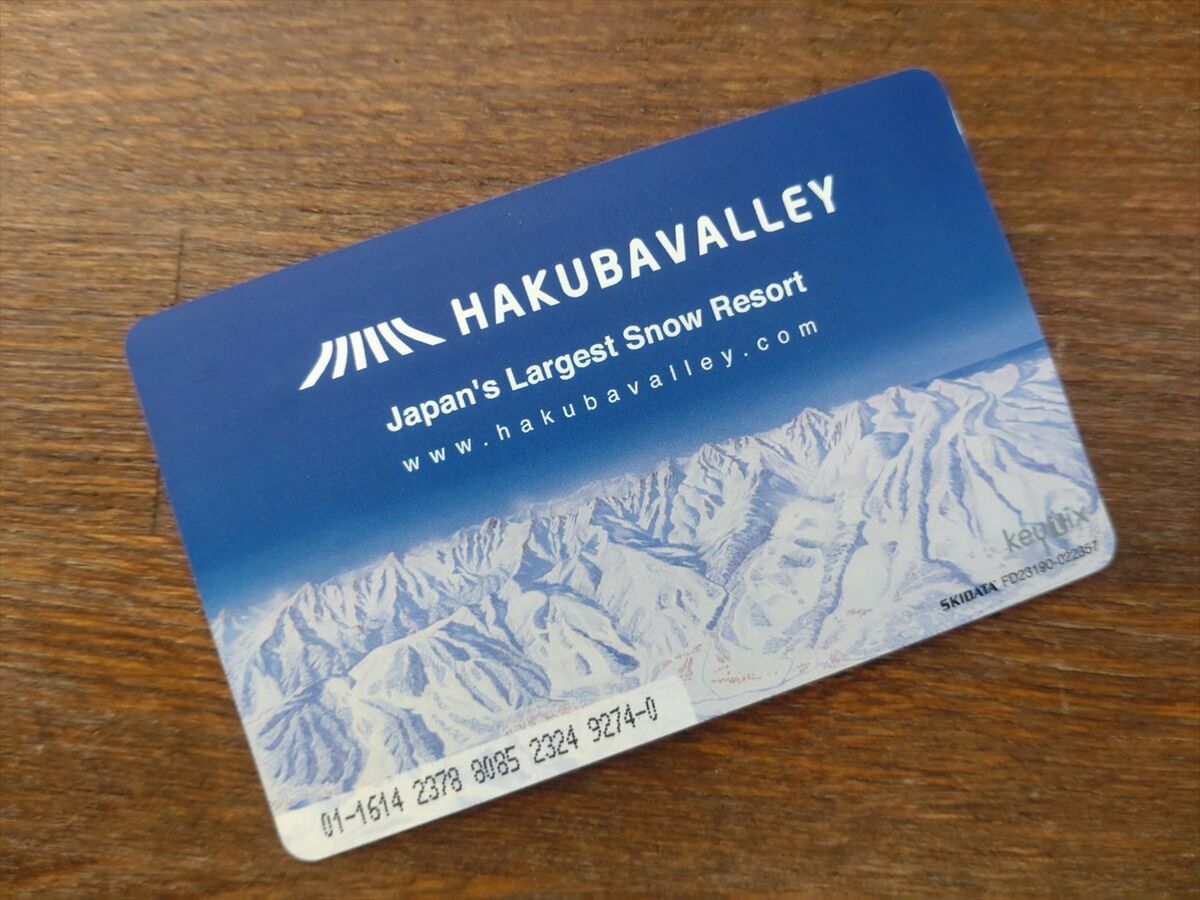 HAKUBAVALLEY
Japan's Largest Snow Resort
www.hakubavalley.com
SKIDATA FD23190-022357
01-1614 2378 8085 2324 9274-0